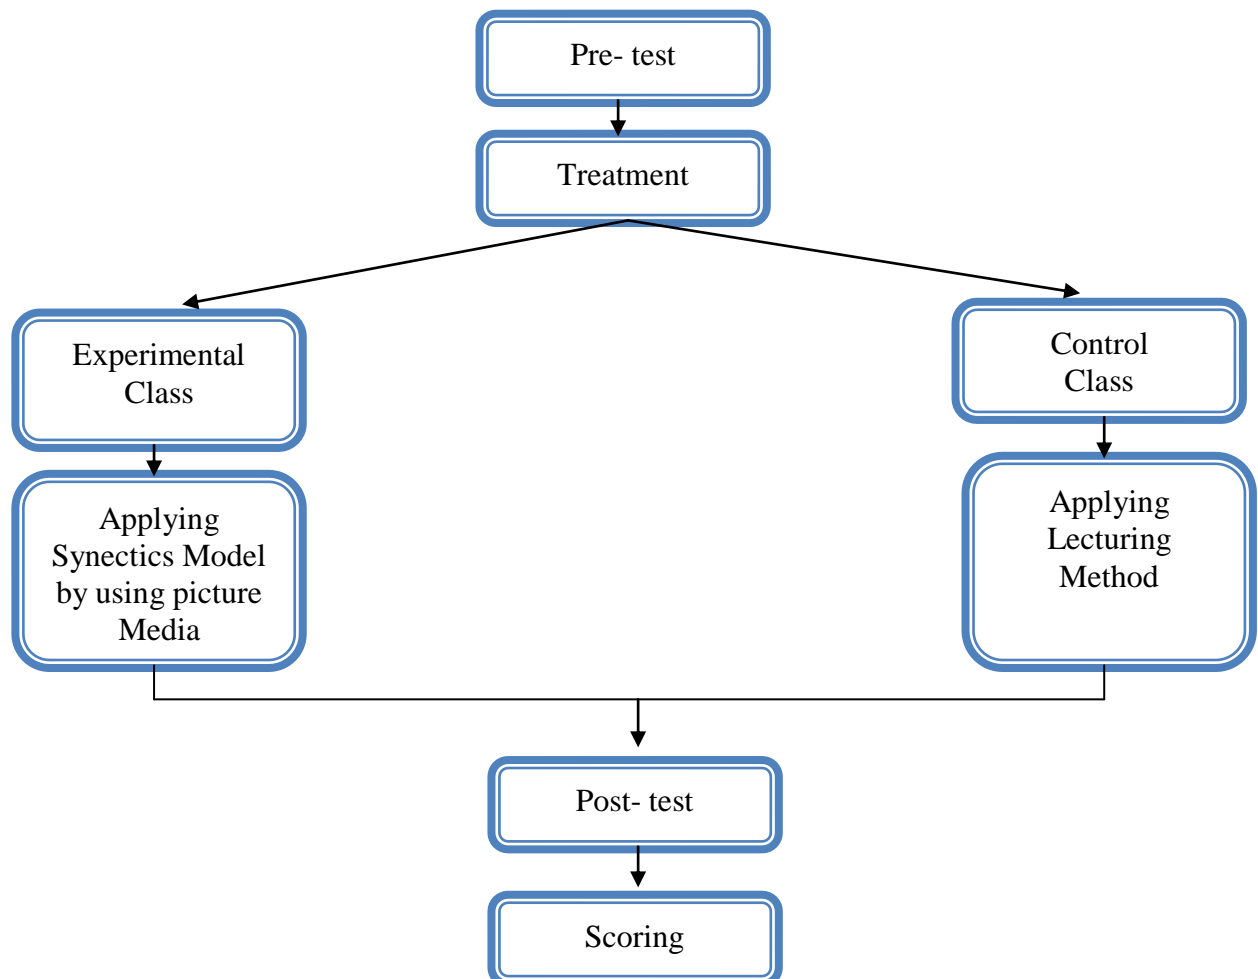 Pre- test
Treatment
Experimental
Class
Control
Class
Applying
Synectics Model
by using picture
Media
Applying
Lecturing
Method
Post- test
Scoring